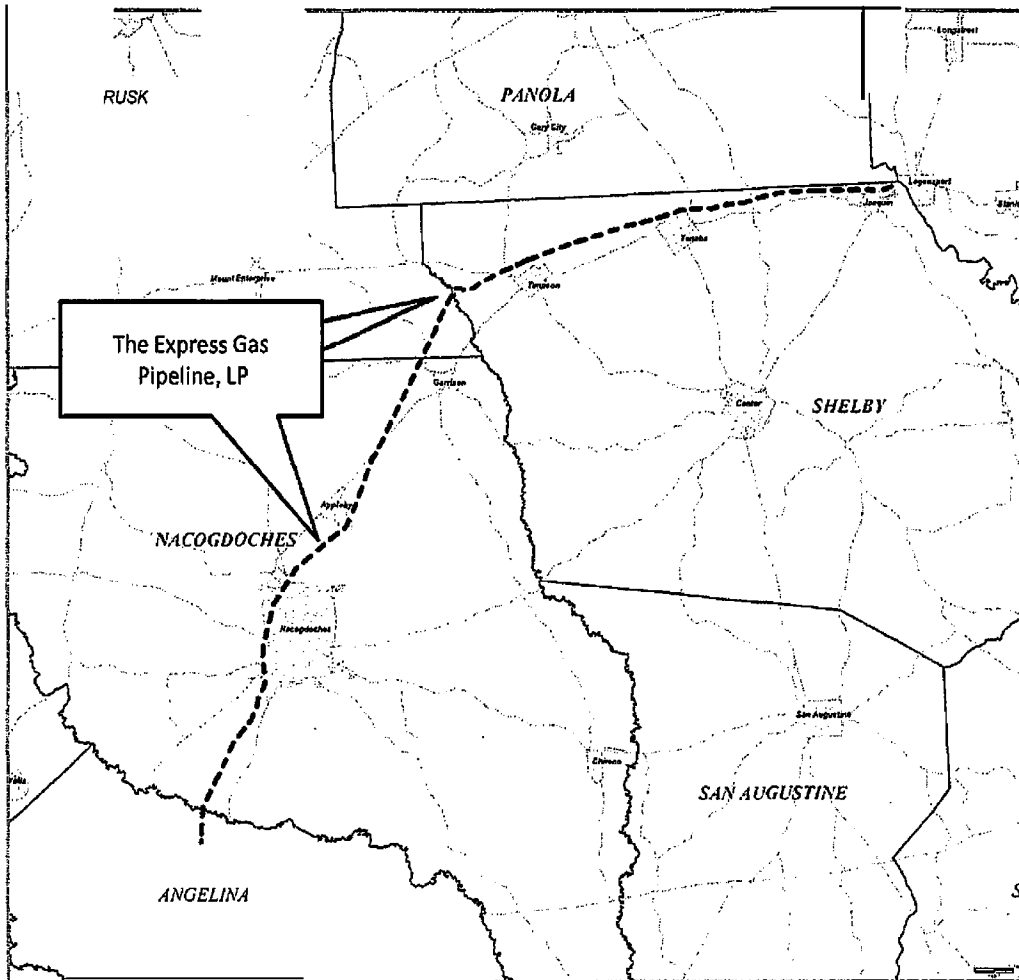 Longstreet
RUSK
PANOLA
Gary City
Logansport
Joaquin
Tenaha
Mount Enterprise
Timpson
The Express Gas
Pipeline, LP
Garrison
Center
SHELBY
Appleby
NACOGDOCHES
Nacogdoches
San Augustine
Chireno
SAN AUGUSTINE
ANGELINA
S